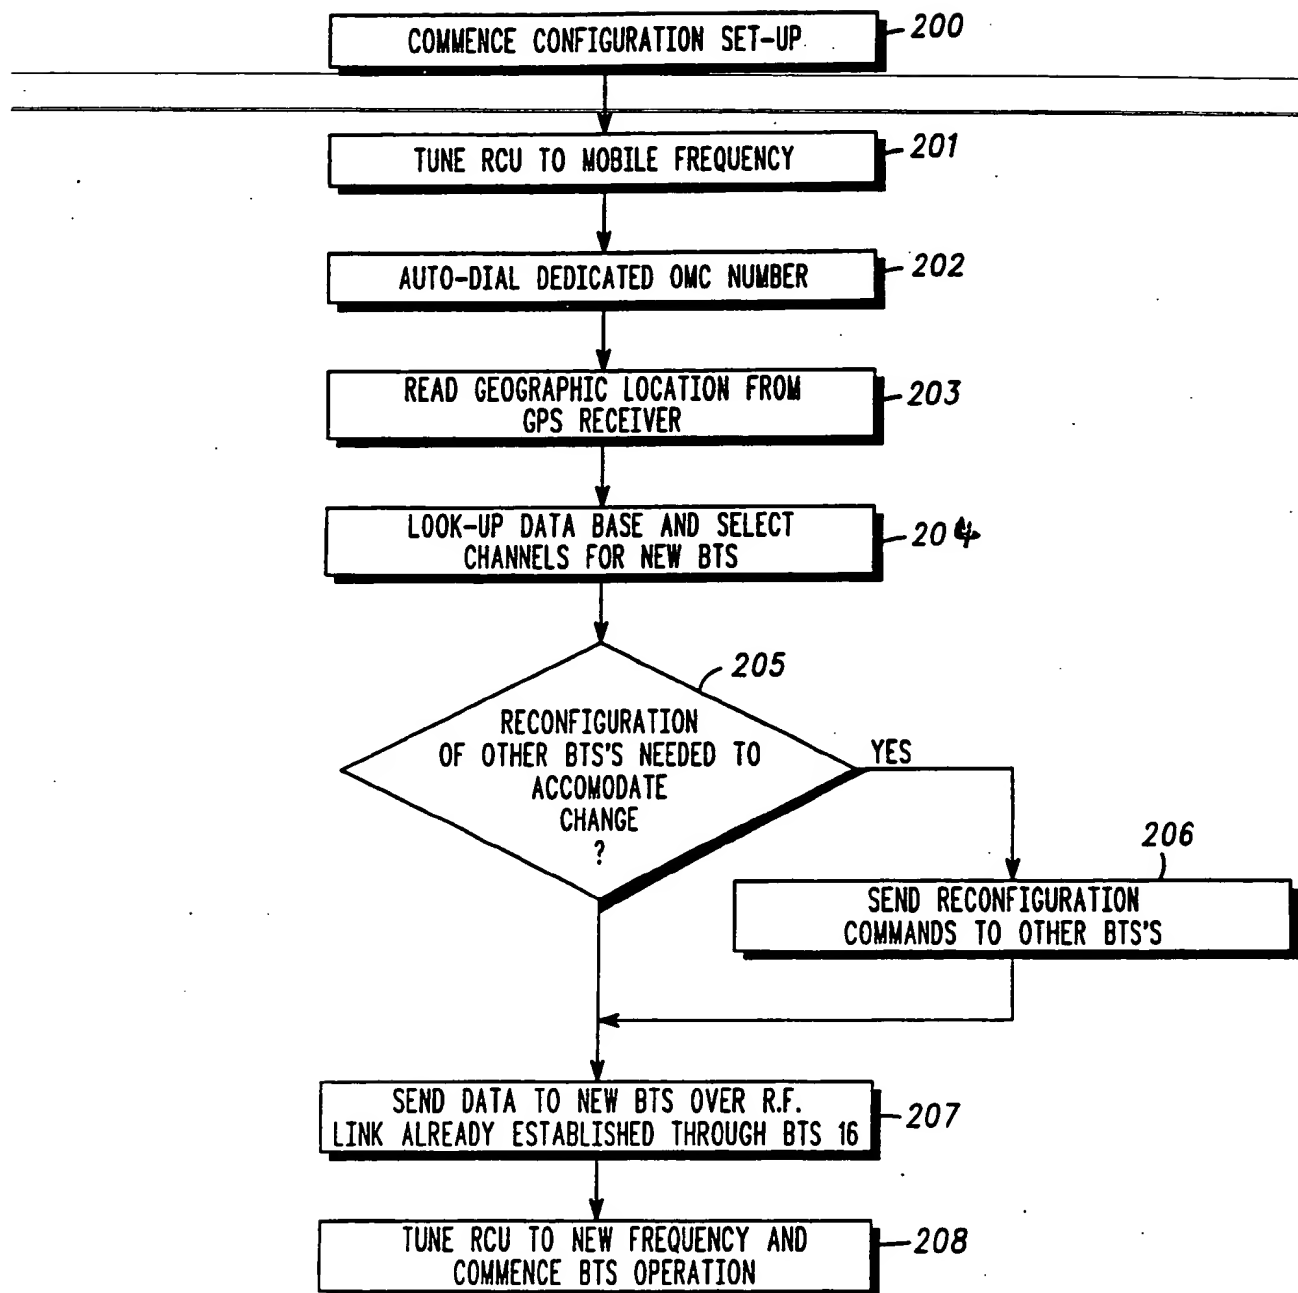 COMMENCE CONFIGURATION SET-UP
200
TUNE RCU TO MOBILE FREQUENCY
201
AUTO-DIAL DEDICATED OMC NUMBER
202
READ GEOGRAPHIC LOCATION FROM
GPS RECEIVER
203
LOOK-UP DATA BASE AND SELECT
CHANNELS FOR NEW BTS
204
205
RECONFIGURATION
OF OTHER BTS'S NEEDED TO
ACCOMODATE
CHANGE
?
YES
206
SEND RECONFIGURATION
COMMANDS TO OTHER BTS'S
SEND DATA TO NEW BTS OVER R.F.
LINK ALREADY ESTABLISHED THROUGH BTS 16
207
TUNE RCU TO NEW FREQUENCY AND
COMMENCE BTS OPERATION
208